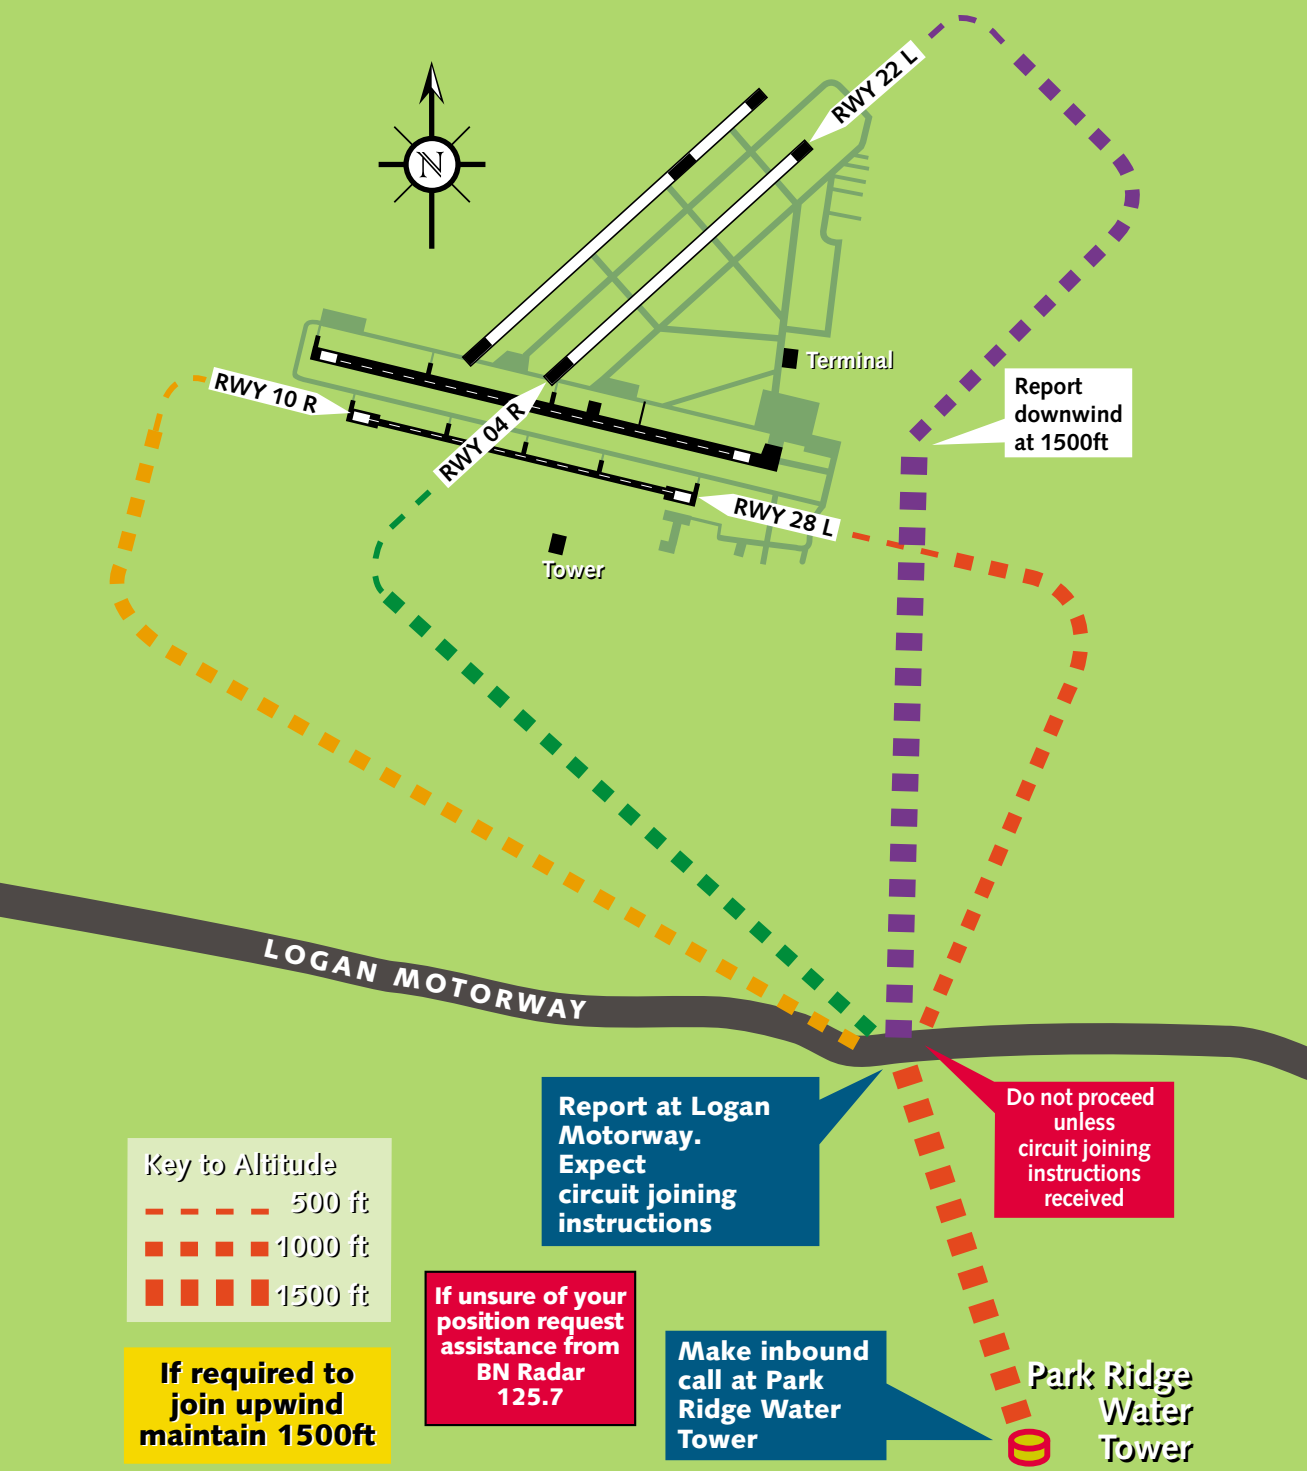 RWY 22 L
N
Terminal
RWY 10 R
RWY 04 R
Report
downwind
at 1500ft
RWY 28 L
Tower
LOGAN MOTORWAY
Report at Logan
Motorway.
Expect
circuit joining
instructions
Do not proceed
unless
circuit joining
instructions
received
Key to Altitude
500 ft
1000 ft
1500 ft
If unsure of your
position request
assistance from
BN Radar
125.7
If required to
join upwind
maintain 1500ft
Make inbound
call at Park
Ridge Water
Tower
Park Ridge
Water
Tower